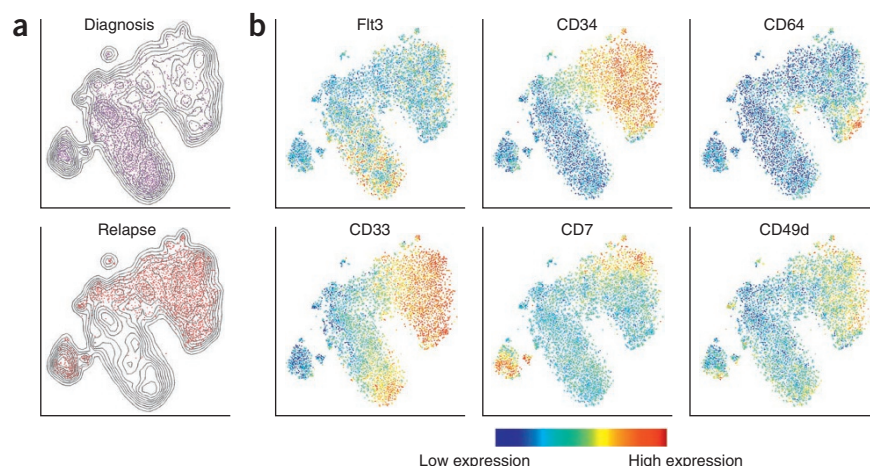 a
Diagnosis
Relapse
b
Flt3
CD34
CD64
CD33
CD7
CD49d
Low expression
High expression